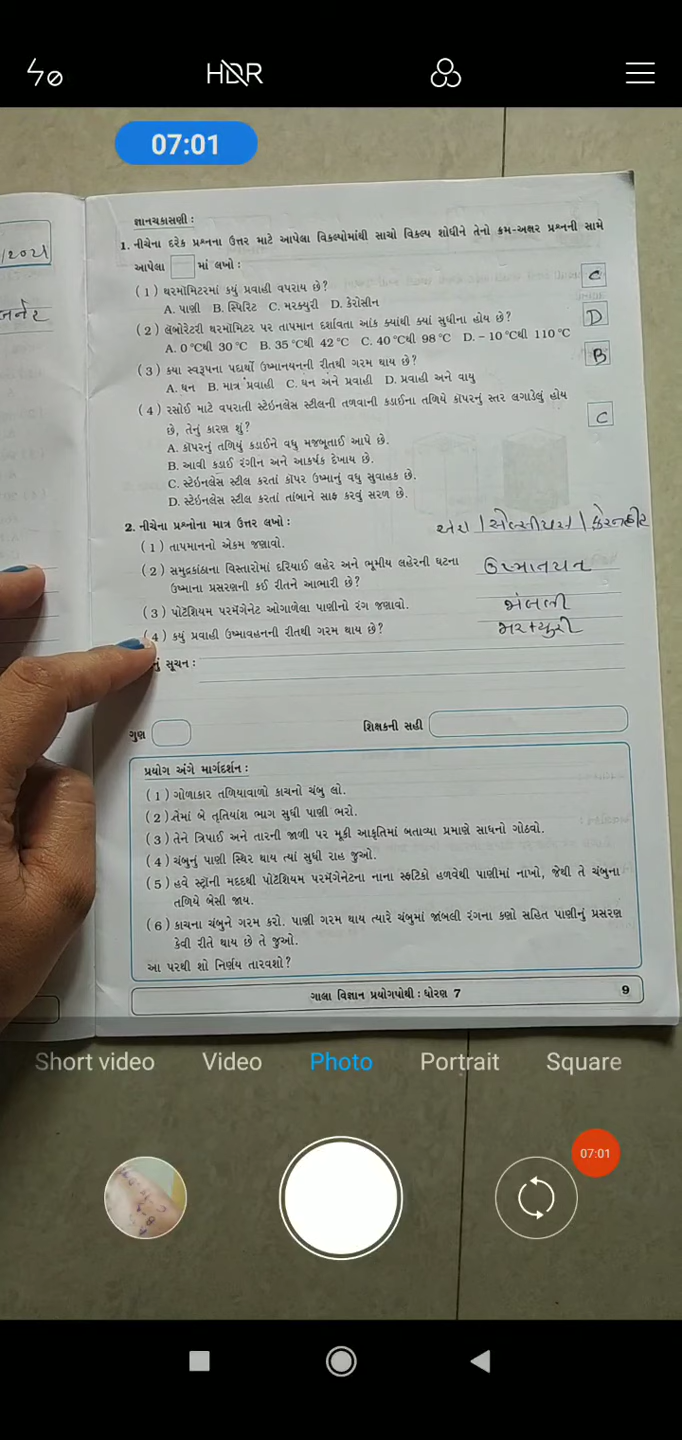 HDR
07:01
/2021
જ્ઞાનચકાસણી :
1. નીચેના દરેક પ્રશ્નના ઉત્તર માટે આપેલા વિકલ્પોમાંથી સાચો વિકલ્પ શોધીને તેનો ક્રમ-અક્ષર પ્રશ્નની સામે
આપેલા માં લખો :
(1) થરમૉમિટરમાં કયું પ્રવાહી વપરાય છે? C
A. પાણી B. સ્પિરિટ C. મરક્યુરી D. કેરોસીન
(2) લૅબોરેટરી થરમૉમિટર પર તાપમાન દર્શાવતા આંક ક્યાંથી ક્યાં સુધીના હોય છે? D
A. 0 °Cથી 30 °C B. 35 °Cથી 42 °C C. 40 °Cથી 98 °C D. – 10 °Cથી 110 °C
(3) કયા સ્વરૂપના પદાર્થો ઉષ્માનયનની રીતથી ગરમ થાય છે? B
A. ઘન B. માત્ર પ્રવાહી C. ઘન અને પ્રવાહી D. પ્રવાહી અને વાયુ
(4) રસોઈ માટે વપરાતી સ્ટેઇનલેસ સ્ટીલની તળવાની કડાઈના તળિયે કૉપરનું સ્તર લગાડેલું હોય
છે, તેનું કારણ શું? C
A. કૉપરનું તળિયું કડાઈને વધુ મજબૂતાઈ આપે છે.
B. આવી કડાઈ રંગીન અને આકર્ષક દેખાય છે.
C. સ્ટેઇનલેસ સ્ટીલ કરતાં કૉપર ઉષ્માનું વધુ સુવાહક છે.
D. સ્ટેઇનલેસ સ્ટીલ કરતાં તાંબાને સાફ કરવું સરળ છે.
2. નીચેના પ્રશ્નોના માત્ર ઉત્તર લખો :
(1) તાપમાનનો એકમ જણાવો. અંશ / સેલ્સીયસ / ફેરનહીટ
(2) સમુદ્રકાંઠાના વિસ્તારોમાં દરિયાઈ લહેર અને ભૂમીય લહેરની ઘટના ઉષ્માનયન
ઉષ્માના પ્રસરણની કઈ રીતને આભારી છે?
(3) પોટૅશિયમ પરમૅંગેનેટ ઓગાળેલા પાણીનો રંગ જણાવો. જાંબલી
(4) કયું પ્રવાહી ઉષ્માવહનની રીતથી ગરમ થાય છે? મરક્યુરી
નું સૂચન :
ગુણ શિક્ષકની સહી
પ્રયોગ અંગે માર્ગદર્શન :
(1) ગોળાકાર તળિયાવાળો કાચનો ચંબુ લો.
(2) તેમાં બે તૃતિયાંશ ભાગ સુધી પાણી ભરો.
(3) તેને ત્રિપાઈ અને તારની જાળી પર મૂકી આકૃતિમાં બતાવ્યા પ્રમાણે સાધનો ગોઠવો.
(4) ચંબુનું પાણી સ્થિર થાય ત્યાં સુધી રાહ જુઓ.
(5) હવે સ્ટ્રૉની મદદથી પોટૅશિયમ પરમૅંગેનેટના નાના સ્ફટિકો હળવેથી પાણીમાં નાખો, જેથી તે ચંબુના
તળિયે બેસી જાય.
(6) કાચના ચંબુને ગરમ કરો. પાણી ગરમ થાય ત્યારે ચંબુમાં જાંબલી રંગના કણો સહિત પાણીનું પ્રસરણ
કેવી રીતે થાય છે તે જુઓ.
આ પરથી શો નિર્ણય તારવશો?
ગાલા વિજ્ઞાન પ્રયોગપોથી : ધોરણ 7 9
Short video Video Photo Portrait Square
07:01